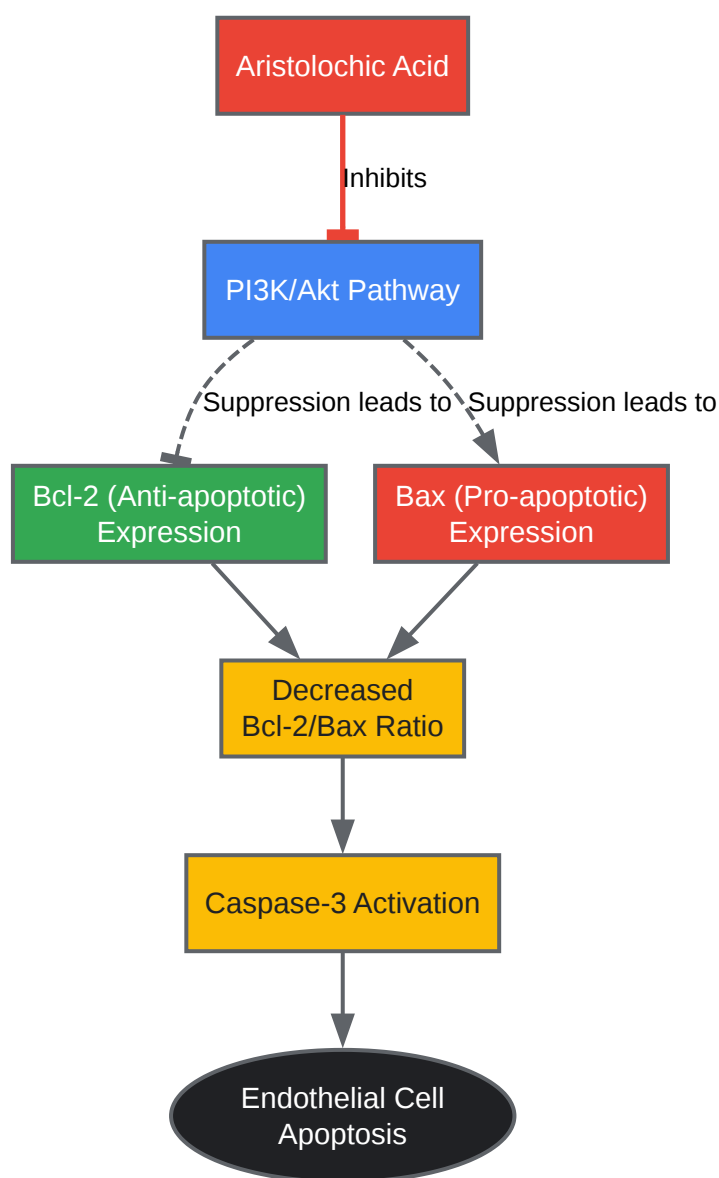 Aristolochic Acid
Inhibits
PI3K/Akt Pathway
Suppression leads to
Suppression leads to
Bcl-2 (Anti-apoptotic)
Expression
Bax (Pro-apoptotic)
Expression
Decreased
Bcl-2/Bax Ratio
Caspase-3 Activation
Endothelial Cell
Apoptosis